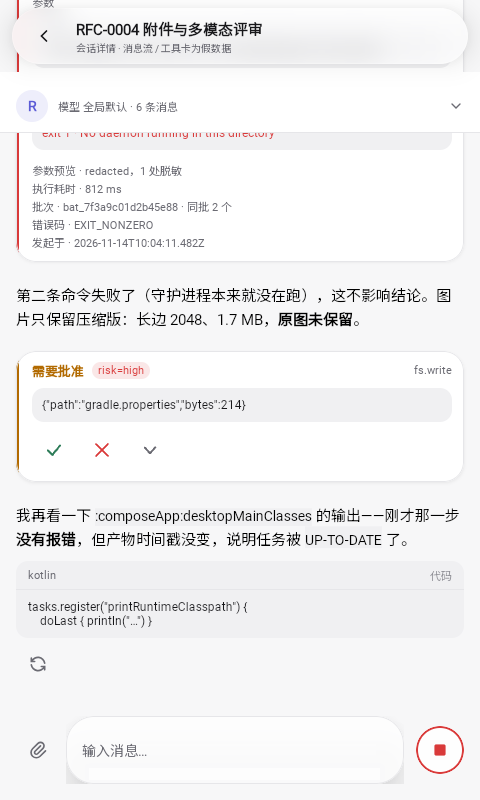 参数
RFC-0004 附件与多模态评审
会话详情 · 消息流 / 工具卡为假数据
R
模型 全局默认 · 6 条消息
exit 1 No daemon running in this directory
参数预览 · redacted，1 处脱敏
执行耗时 · 812 ms
批次 · bat_7f3a9c01d2b45e88 · 同批 2 个
错误码 · EXIT_NONZERO
发起于 · 2026-11-14T10:04:11.482Z
第二条命令失败了（守护进程本来就没在跑），这不影响结论。图
片只保留压缩版：长边 2048、1.7 MB，原图未保留。
需要批准 risk=high fs.write
{"path":"gradle.properties","bytes":214}
我再看一下 :composeApp:desktopMainClasses 的输出——刚才那一步
没有报错，但产物时间戳没变，说明任务被 UP-TO-DATE 了。
kotlin 代码
tasks.register("printRuntimeClasspath") {
doLast { println("…") }
输入消息…